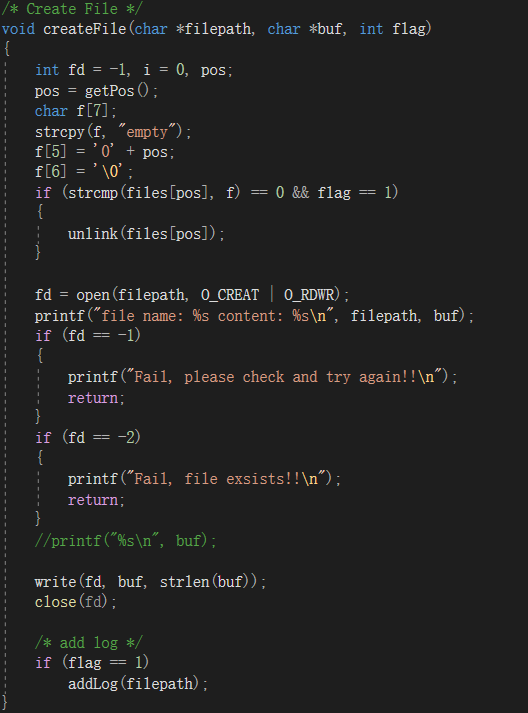 /* Create File */
void createFile(char *filepath, char *buf, int flag)
{
    int fd = -1, i = 0, pos;
    pos = getPos();
    char f[7];
    strcpy(f, "empty");
    f[5] = '0' + pos;
    f[6] = '\0';
    if (strcmp(files[pos], f) == 0 && flag == 1)
    {
        unlink(files[pos]);
    }

    fd = open(filepath, O_CREAT | O_RDWR);
    printf("file name: %s content: %s\n", filepath, buf);
    if (fd == -1)
    {
        printf("Fail, please check and try again!!\n");
        return;
    }
    if (fd == -2)
    {
        printf("Fail, file exsists!!\n");
        return;
    }
    //printf("%s\n", buf);

    write(fd, buf, strlen(buf));
    close(fd);

    /* add log */
    if (flag == 1)
        addLog(filepath);
}